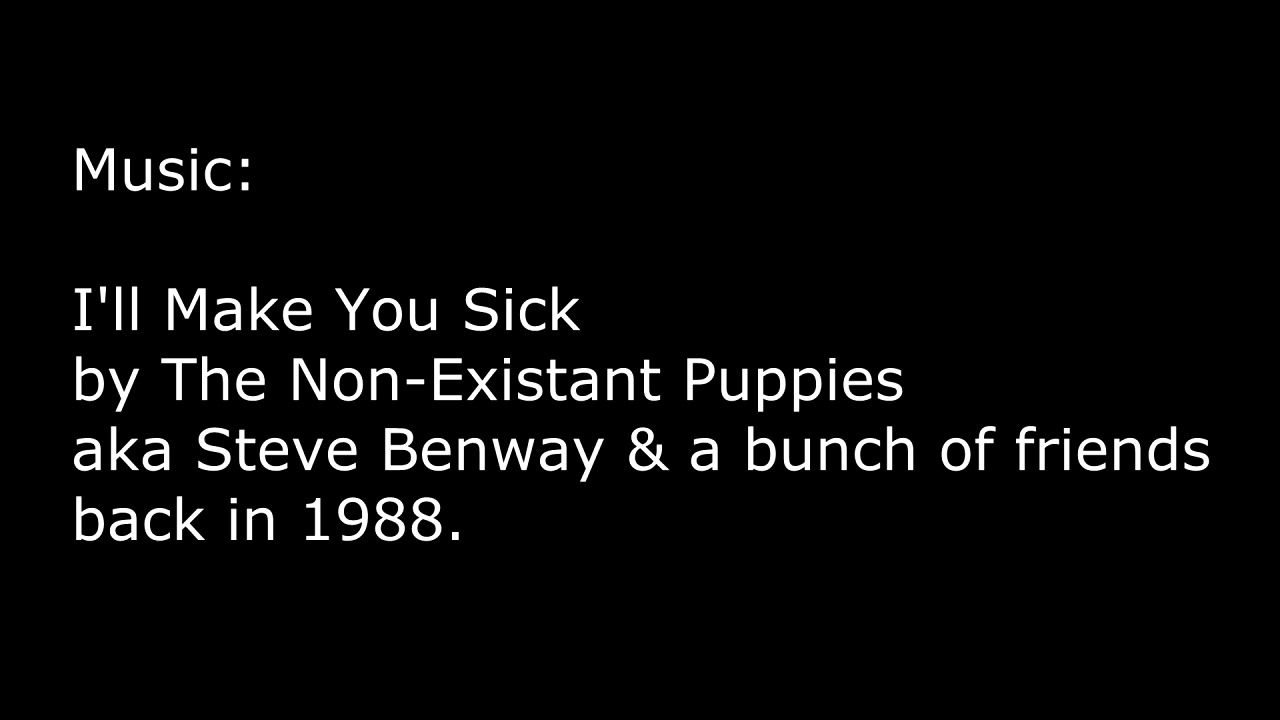 Music:
I'll Make You Sick
by The Non-Existant Puppies
aka Steve Benway & a bunch of friends
back in 1988.